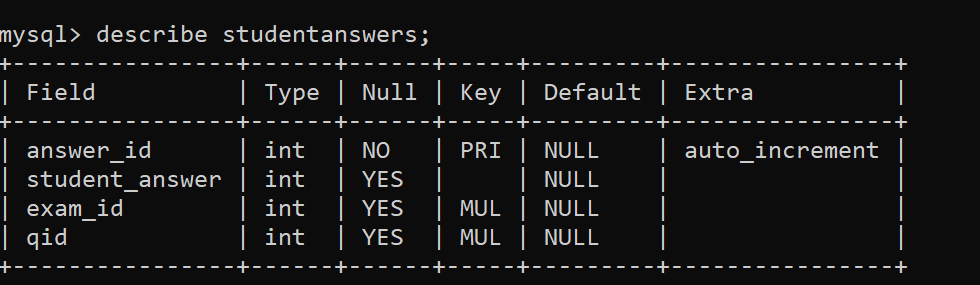 mysql> describe studentanswers;
+----------------+------+------+-----+---------+----------------+
| Field          | Type | Null | Key | Default | Extra          |
+----------------+------+------+-----+---------+----------------+
| answer_id      | int  | NO   | PRI | NULL    | auto_increment |
| student_answer | int  | YES  |     | NULL    |                |
| exam_id        | int  | YES  | MUL | NULL    |                |
| qid            | int  | YES  | MUL | NULL    |                |
+----------------+------+------+-----+---------+----------------+